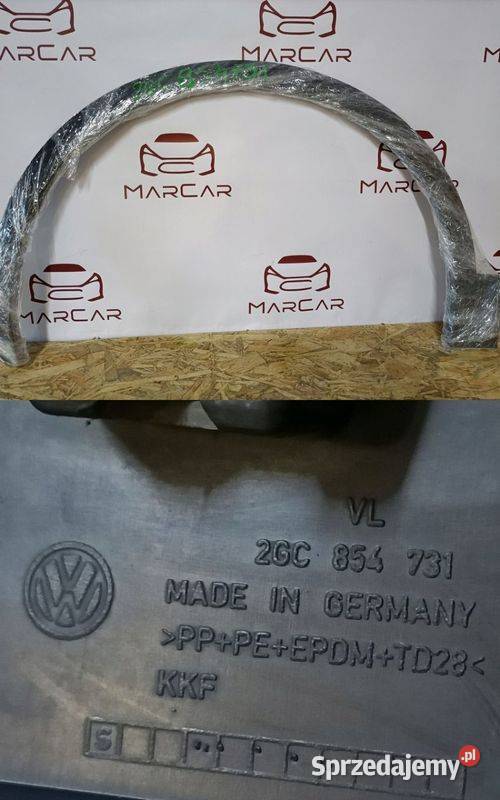 MARCAR
MARCAR
MARCAR
MARCAR
MARCAR
MARCAR
VL
2GC 854 731
MADE IN GERMANY
>PP+PE+EPDM+TD28<
KKF
S
Sprzedajemy.pl